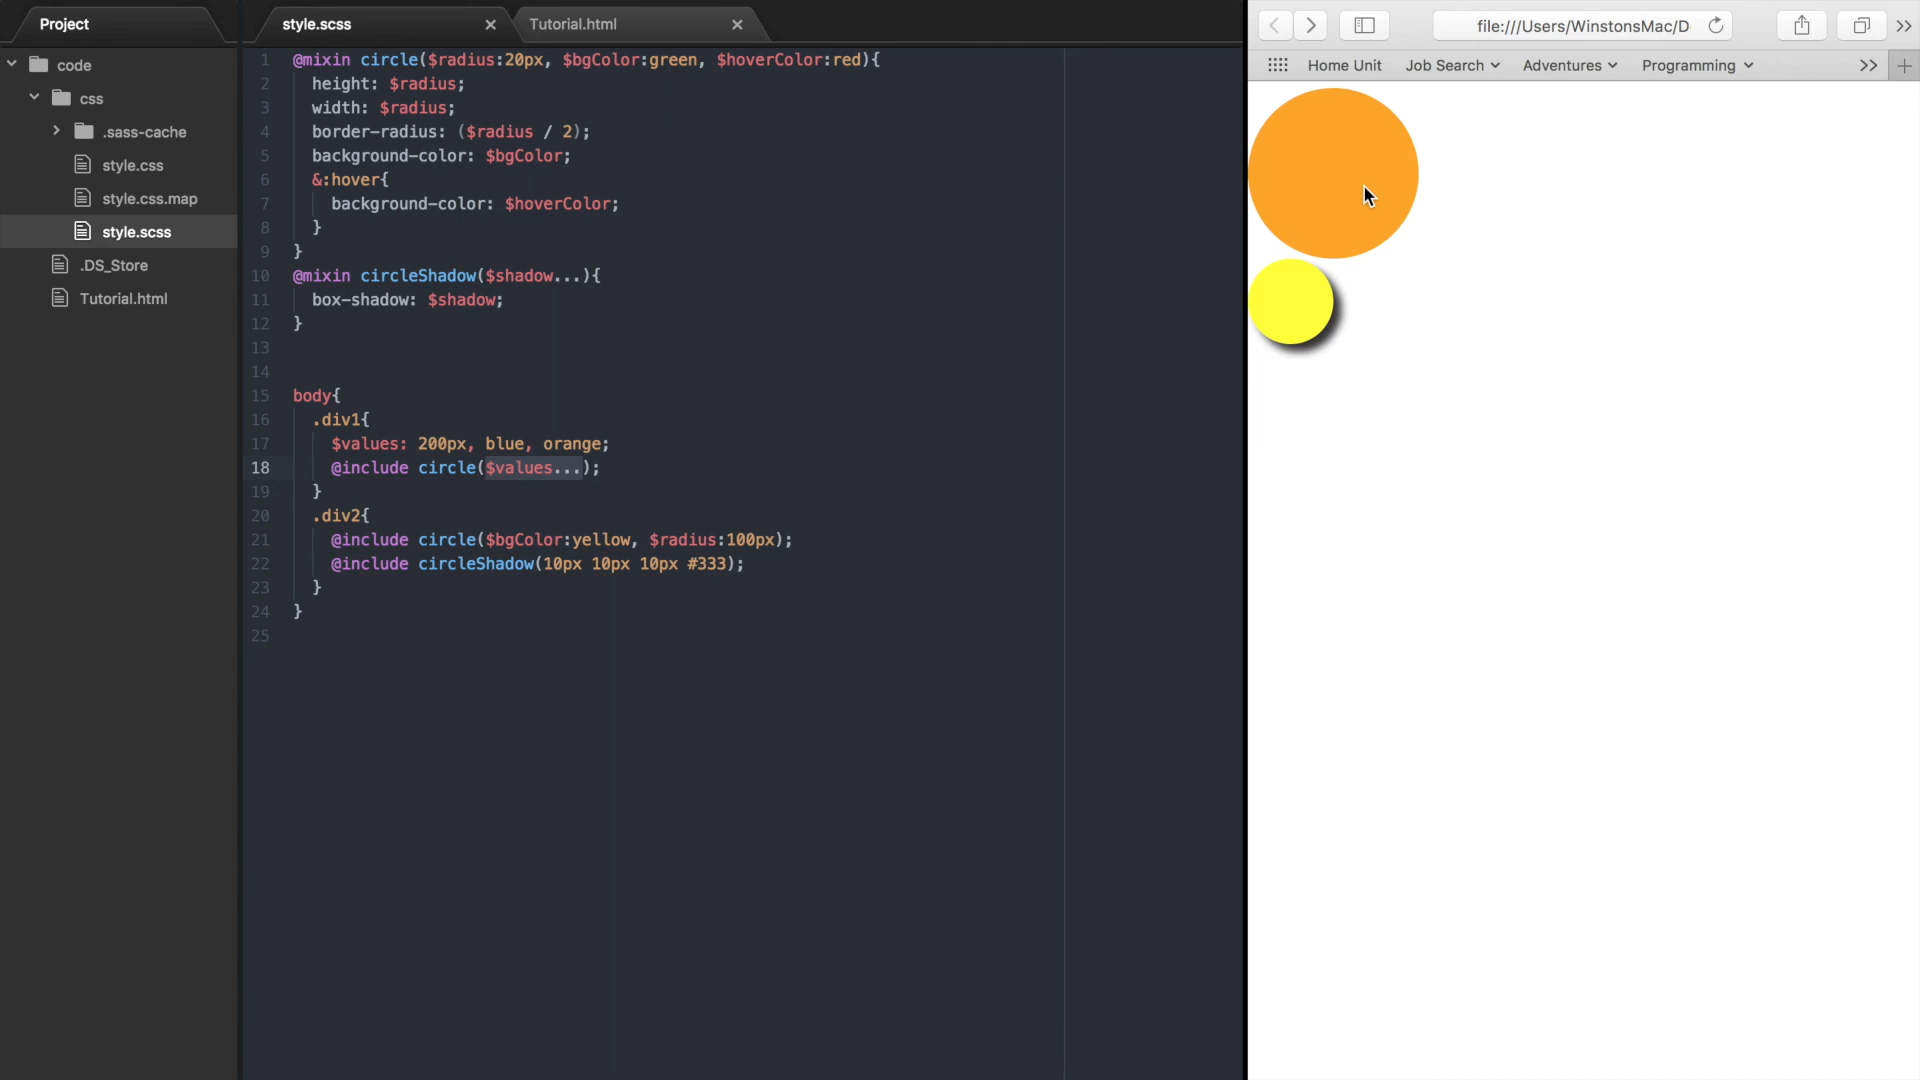 Project
code
css
.sass-cache
style.css
style.css.map
style.scss
.DS_Store
Tutorial.html
style.scss
Tutorial.html
1 @mixin circle($radius:20px, $bgColor:green, $hoverColor:red){
2 height: $radius;
3 width: $radius;
4 border-radius: ($radius / 2);
5 background-color: $bgColor;
6 &:hover{
7 background-color: $hoverColor;
8 }
9 }
10 @mixin circleShadow($shadow...){
11 box-shadow: $shadow;
12 }
13
14
15 body{
16 .div1{
17 $values: 200px, blue, orange;
18 @include circle($values...);
19 }
20 .div2{
21 @include circle($bgColor:yellow, $radius:100px);
22 @include circleShadow(10px 10px 10px #333);
23 }
24 }
25
file:///Users/WinstonsMac/D
Home Unit Job Search Adventures Programming